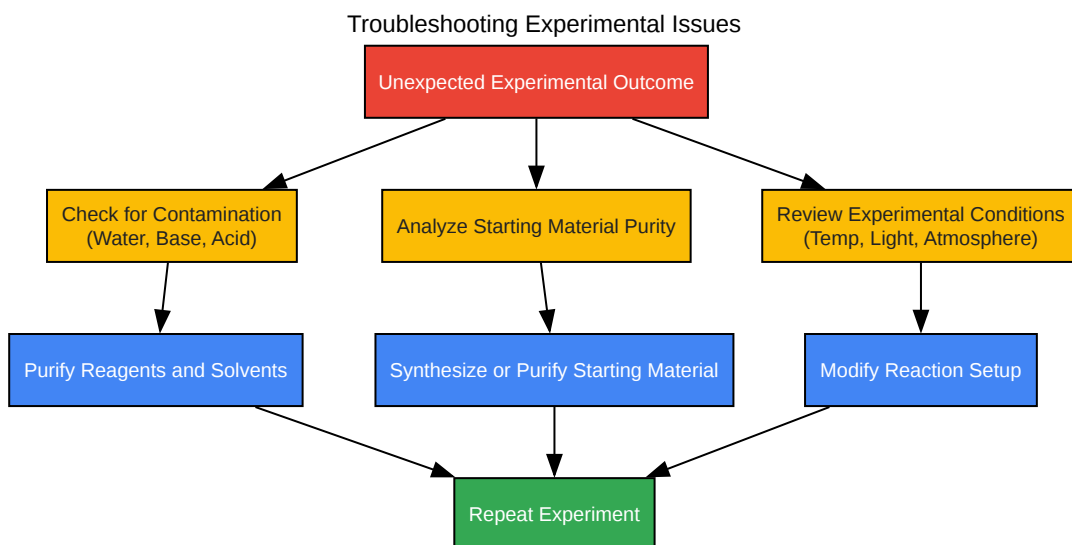 Troubleshooting Experimental Issues
Unexpected Experimental Outcome
Check for Contamination
(Water, Base, Acid)
Analyze Starting Material Purity
Review Experimental Conditions
(Temp, Light, Atmosphere)
Purify Reagents and Solvents
Synthesize or Purify Starting Material
Modify Reaction Setup
Repeat Experiment